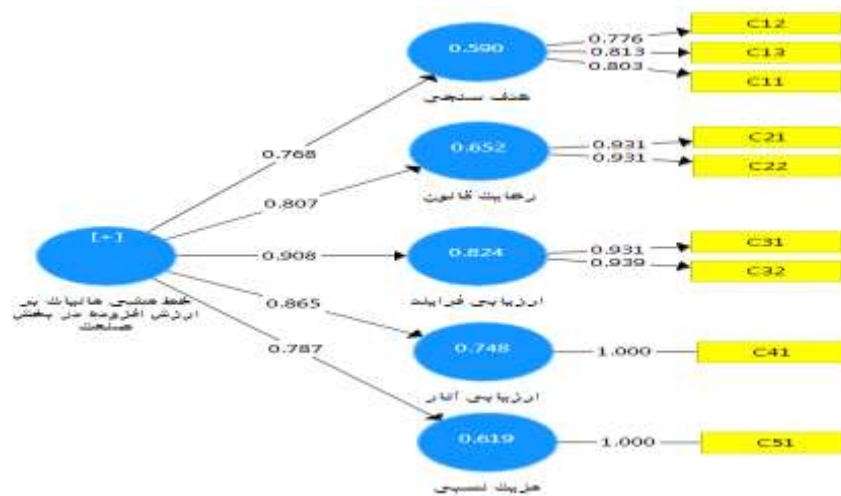 C12
0.776
0.590
0.813
C13
0.803
C11
هدف سنجی
0.768
C21
0.931
0.652
0.931
C22
0.807
رعایت قانون
[+]
C31
0.931
0.908
0.824
0.939
C32
خط مشی مالیات بر
ارزش افزوده در بخش
صنعت
ارزیابی فرایند
0.865
0.787
0.748
1.000
C41
ارزیابی آثار
0.619
1.000
C51
مزیت نسبی